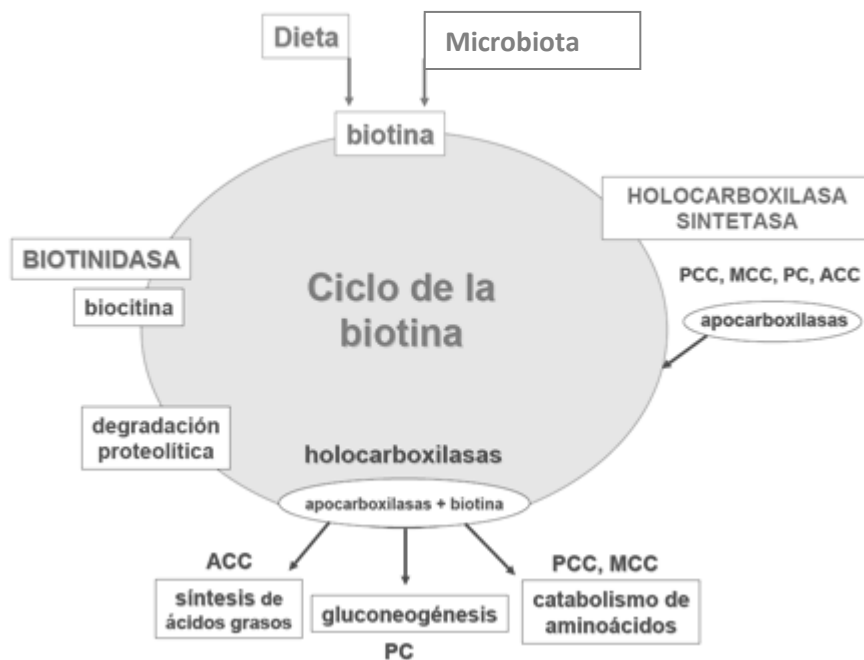 Dieta
Microbiota
biotina
HOLOCARBOXILASA
SINTETASA
BIOTINIDASA
PCC, MCC, PC, ACC
biocitina
Ciclo de la
biotina
apocarboxilasas
degradación
proteolítica
holocarboxilasas
apocarboxilasas + biotina
ACC
PCC, MCC
síntesis de
ácidos grasos
gluconeogénesis
catabolismo de
aminoácidos
PC